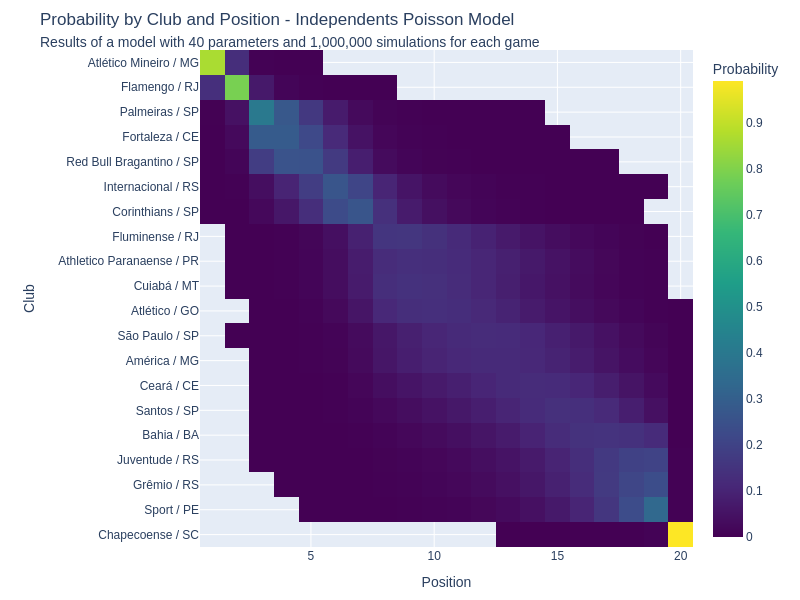 Probability by Club and Position - Independents Poisson Model
Results of a model with 40 parameters and 1,000,000 simulations for each game
Probability
Atlético Mineiro / MG
Flamengo / RJ
Palmeiras / SP
Fortaleza / CE
Red Bull Bragantino / SP
Internacional / RS
Corinthians / SP
Fluminense / RJ
Athletico Paranaense / PR
Cuiabá / MT
Atlético / GO
São Paulo / SP
América / MG
Ceará / CE
Santos / SP
Bahia / BA
Juventude / RS
Grêmio / RS
Sport / PE
Chapecoense / SC
Club
5
10
15
20
Position
0.9
0.8
0.7
0.6
0.5
0.4
0.3
0.2
0.1
0